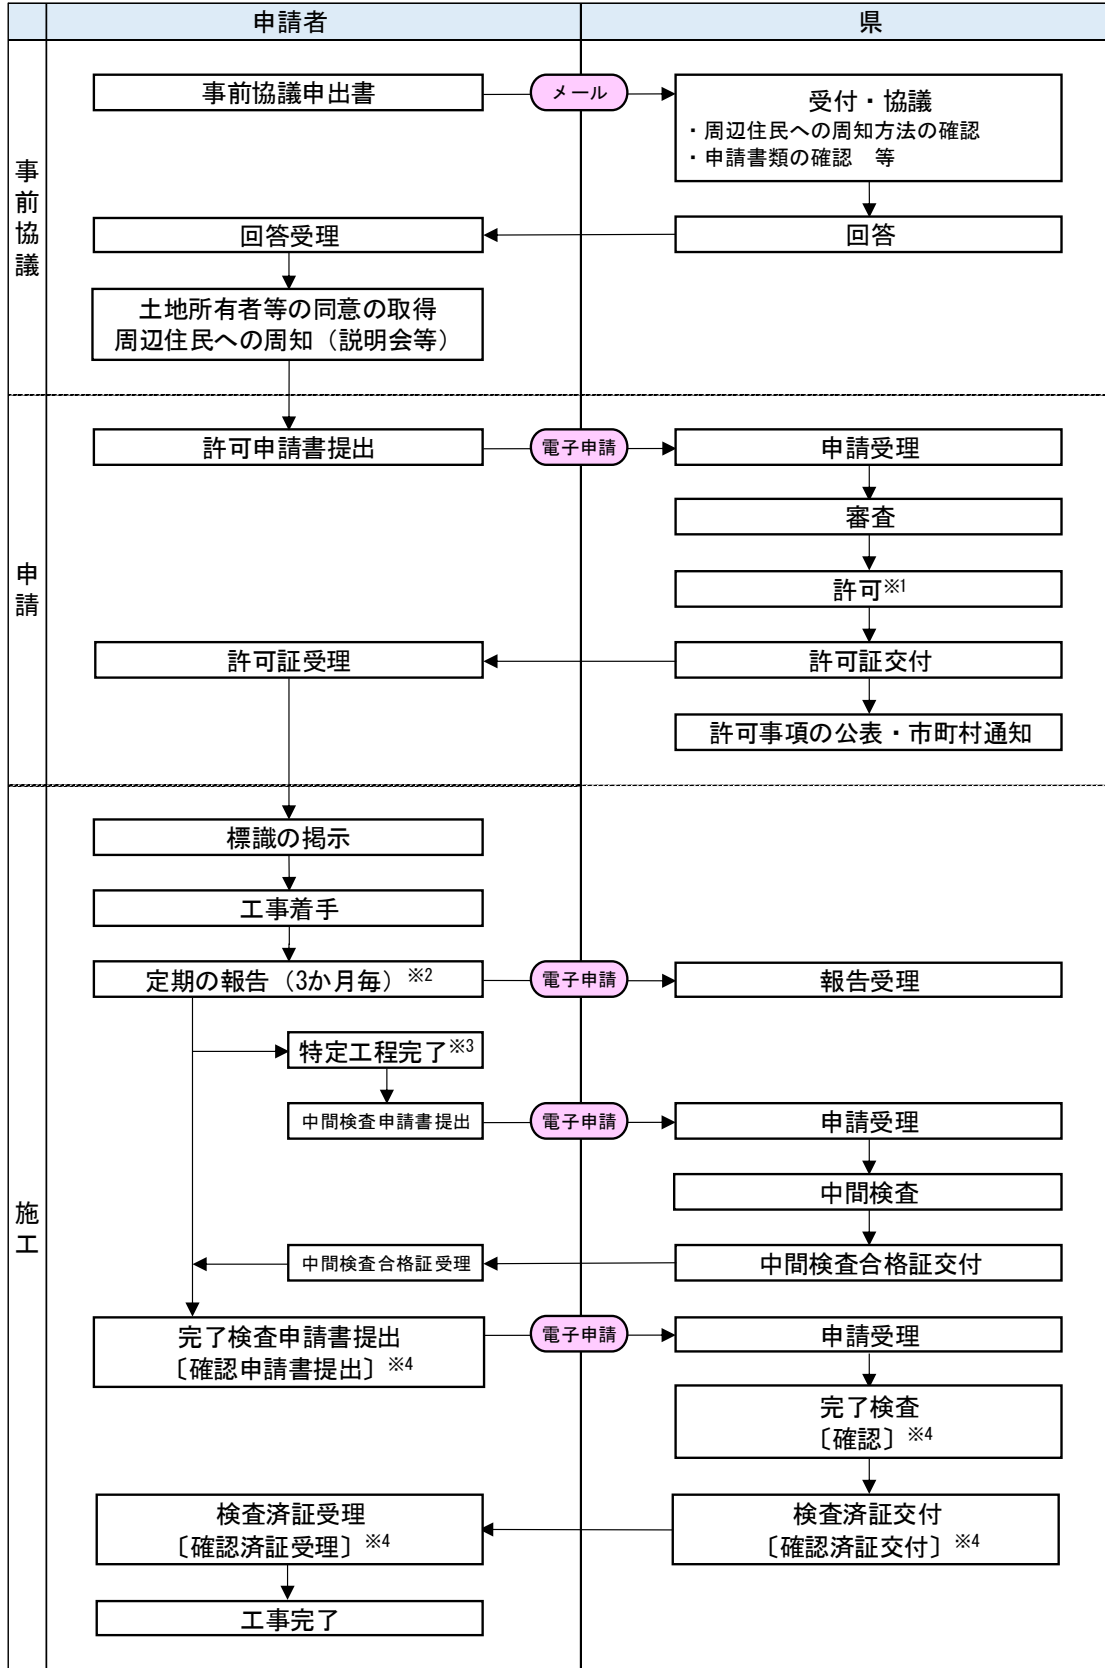 申請者
県
事前協議
事前協議申出書
メール
受付・協議
・周辺住民への周知方法の確認
・申請書類の確認　等
回答受理
回答
土地所有者等の同意の取得
周辺住民への周知（説明会等）
申請
許可申請書提出
電子申請
申請受理
審査
許可※1
許可証受理
許可証交付
許可事項の公表・市町村通知
施工
標識の掲示
工事着手
定期の報告（3か月毎）※2
電子申請
報告受理
特定工程完了※3
中間検査申請書提出
電子申請
申請受理
中間検査
中間検査合格証受理
中間検査合格証交付
完了検査申請書提出
〔確認申請書提出〕※4
電子申請
申請受理
完了検査
〔確認〕※4
検査済証受理
〔確認済証受理〕※4
検査済証交付
〔確認済証交付〕※4
工事完了